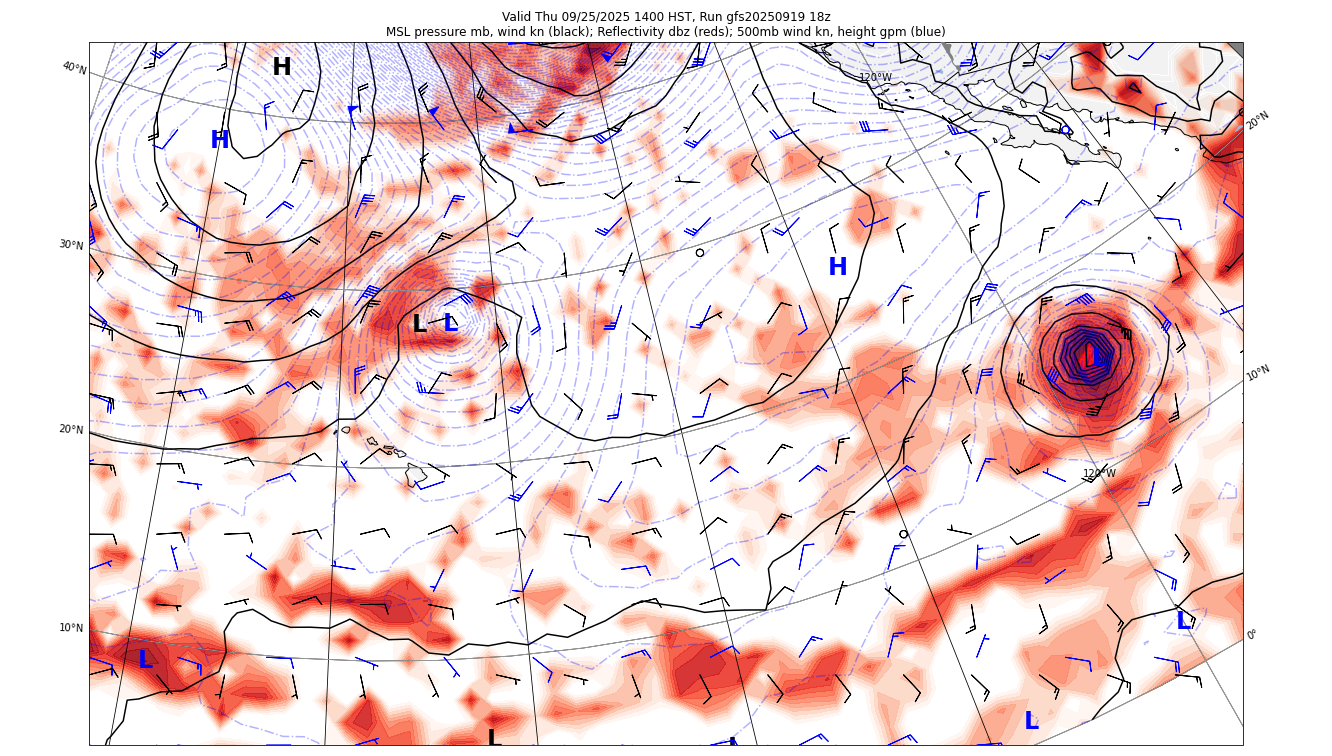 Valid Thu 09/25/2025 1400 HST, Run gfs20250919 18z
MSL pressure mb, wind kn (black); Reflectivity dbz (reds); 500mb wind kn, height gpm (blue)
H
40°N
120°W
20°N
H
30°N
H
L L
L
10°N
20°N
120°W
L
10°N
0°
L
L
L
L